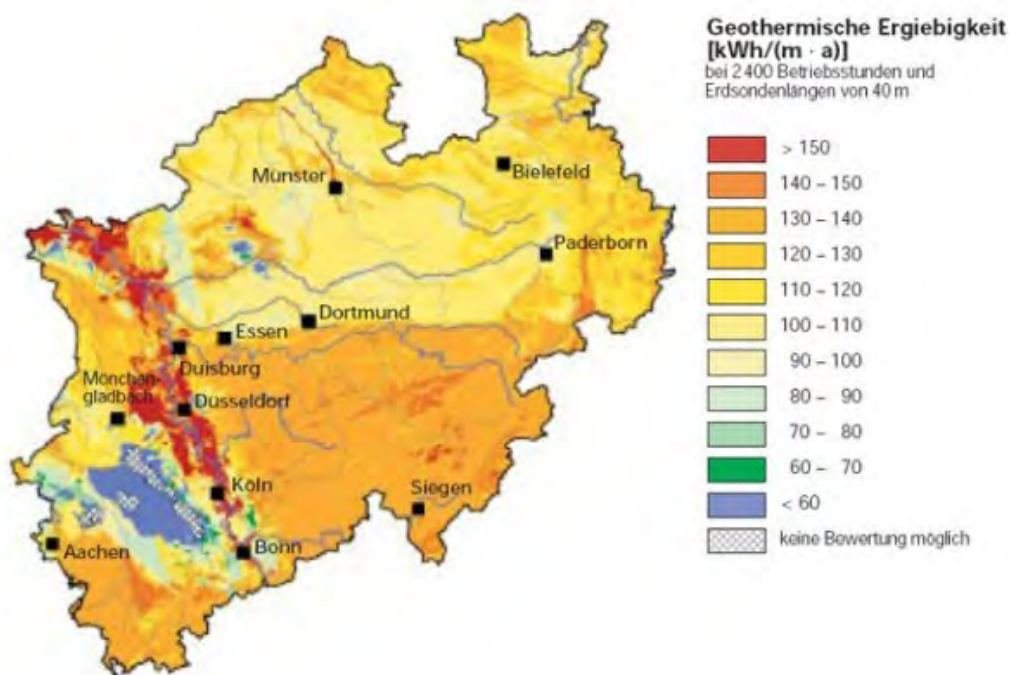 Geothermische Ergiebigkeit
[kWh/(m · a)]
bei 2 400 Betriebsstunden und
Erdsondenlängen von 40 m
> 150
140 – 150
130 – 140
120 – 130
110 – 120
100 – 110
90 – 100
80 – 90
70 – 80
60 – 70
< 60
keine Bewertung möglich
Münster
Bielefeld
Paderborn
Dortmund
Essen
Duisburg
Mönchen-
gladbach
Düsseldorf
Köln
Siegen
Aachen
Bonn